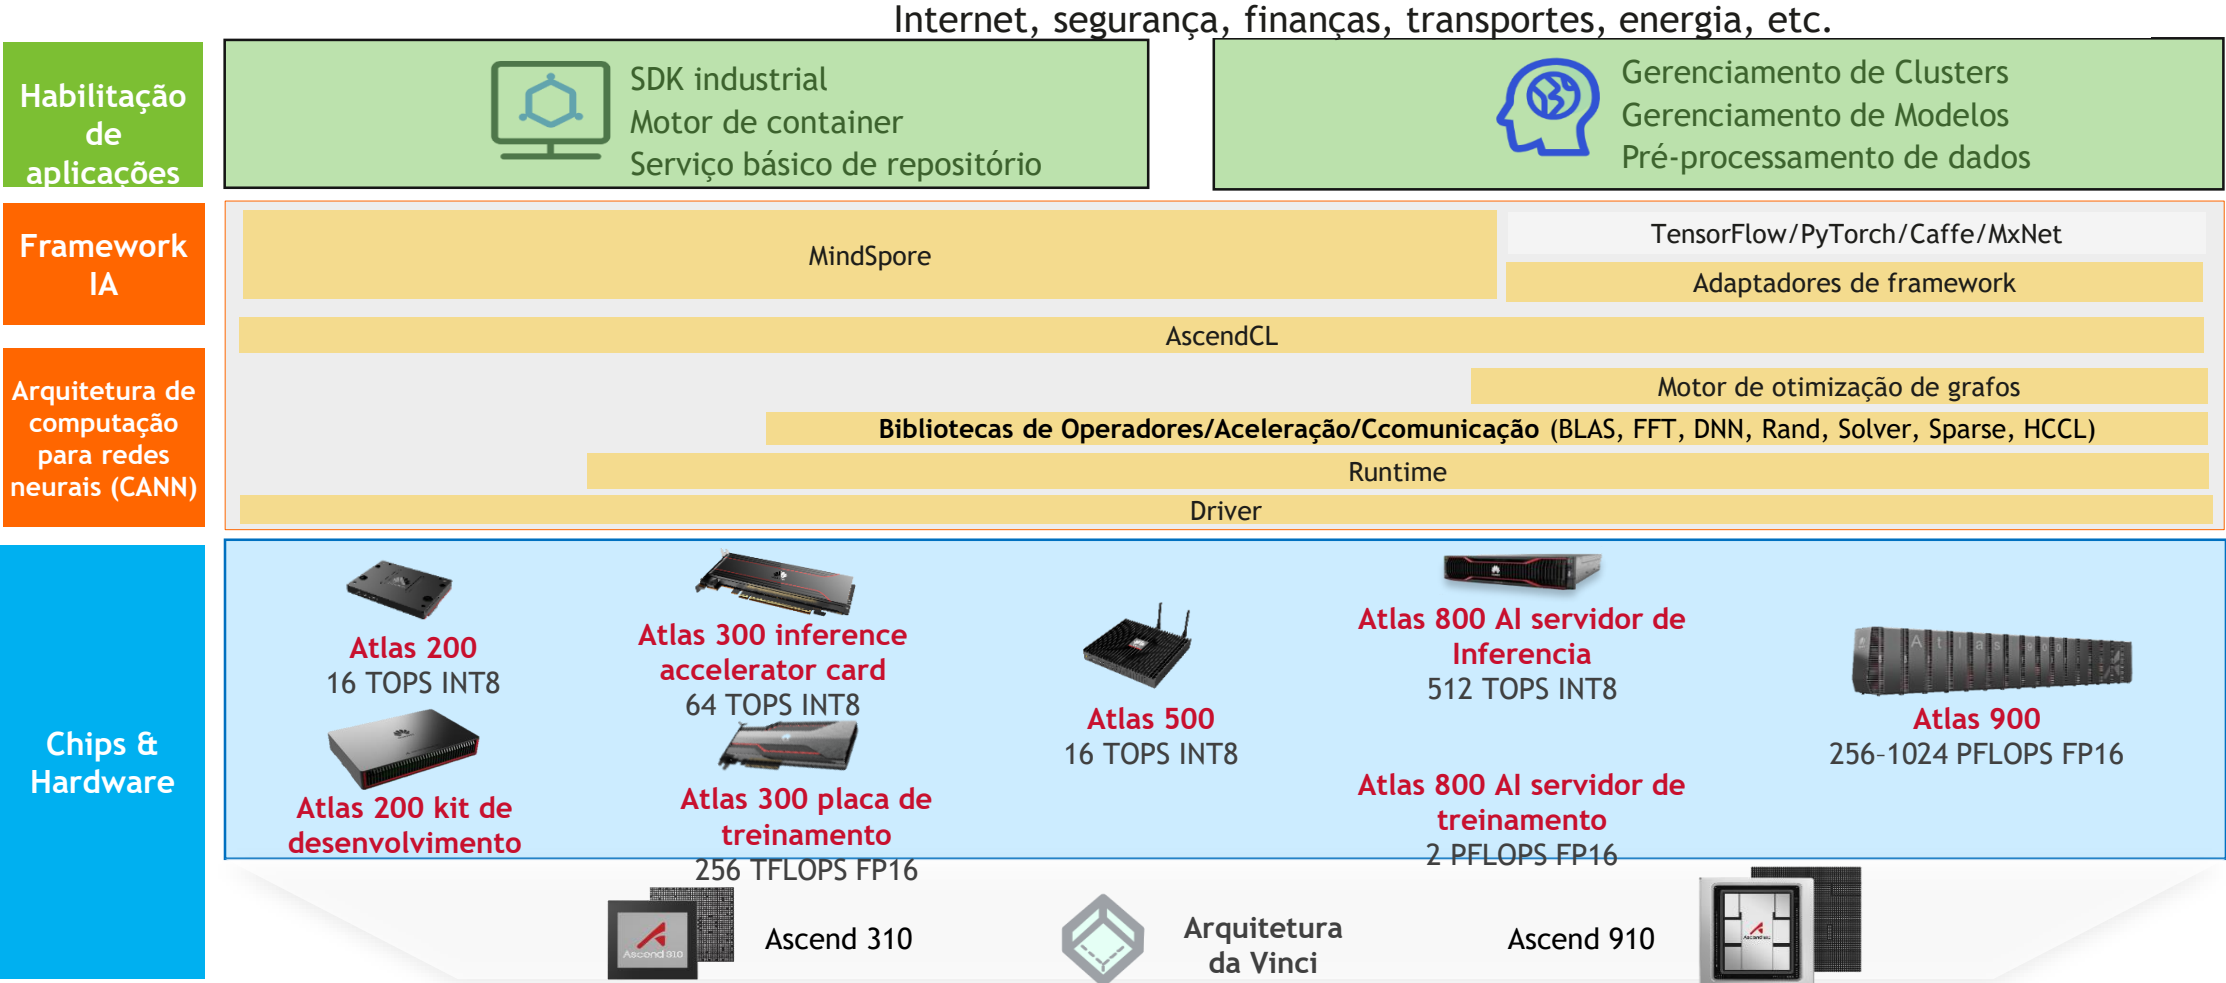 Internet, segurança, finanças, transportes, energia, etc.
Habilitação
de
aplicações
SDK industrial
Motor de container
Serviço básico de repositório
Gerenciamento de Clusters
Gerenciamento de Modelos
Pré-processamento de dados
Framework
IA
MindSpore
TensorFlow/PyTorch/Caffe/MxNet
Adaptadores de framework
AscendCL
Arquitetura de
computação
para redes
neurais (CANN)
Motor de otimização de grafos
Bibliotecas de Operadores/Aceleração/Ccomunicação (BLAS, FFT, DNN, Rand, Solver, Sparse, HCCL)
Runtime
Driver
Chips &
Hardware
Atlas 200
16 TOPS INT8
Atlas 200 kit de
desenvolvimento
Atlas 300 inference
accelerator card
64 TOPS INT8
Atlas 300 placa de
treinamento
256 TFLOPS FP16
Atlas 500
16 TOPS INT8
Atlas 800 AI servidor de
Inferencia
512 TOPS INT8
Atlas 800 AI servidor de
treinamento
2 PFLOPS FP16
Atlas 900
Atlas 900
256–1024 PFLOPS FP16
Ascend 310
Ascend 310
Arquitetura
da Vinci
Ascend 910
Ascend 910